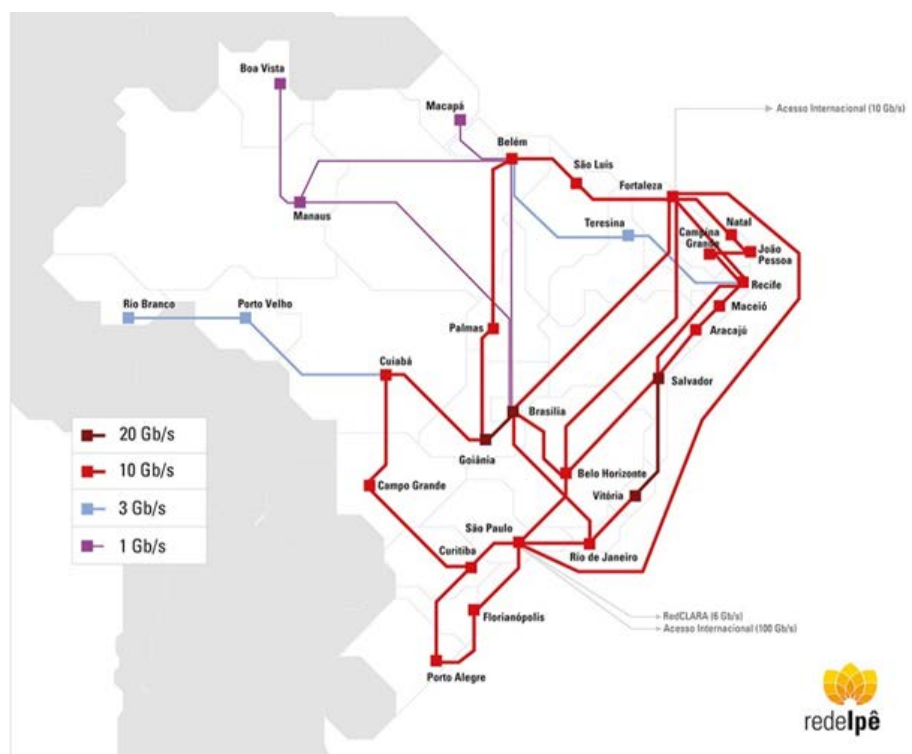 Boa Vista
Macapá
Acesso Internacional (10 Gb/s)
Belém
São Luís
Fortaleza
Manaus
Teresina
Natal
Campina
Grande
João
Pessoa
Recife
Rio Branco
Porto Velho
Maceió
Palmas
Aracajú
Cuiabá
Salvador
Brasilia
20 Gb/s
Goiânia
10 Gb/s
Belo Horizonte
Campo Grande
Vitória
3 Gb/s
São Paulo
1 Gb/s
Curitiba
Rio de Janeiro
Florianópolis
RedCLARA (6 Gb/s)
Acesso Internacional (100 Gb/s)
Porto Alegre
redeIpê